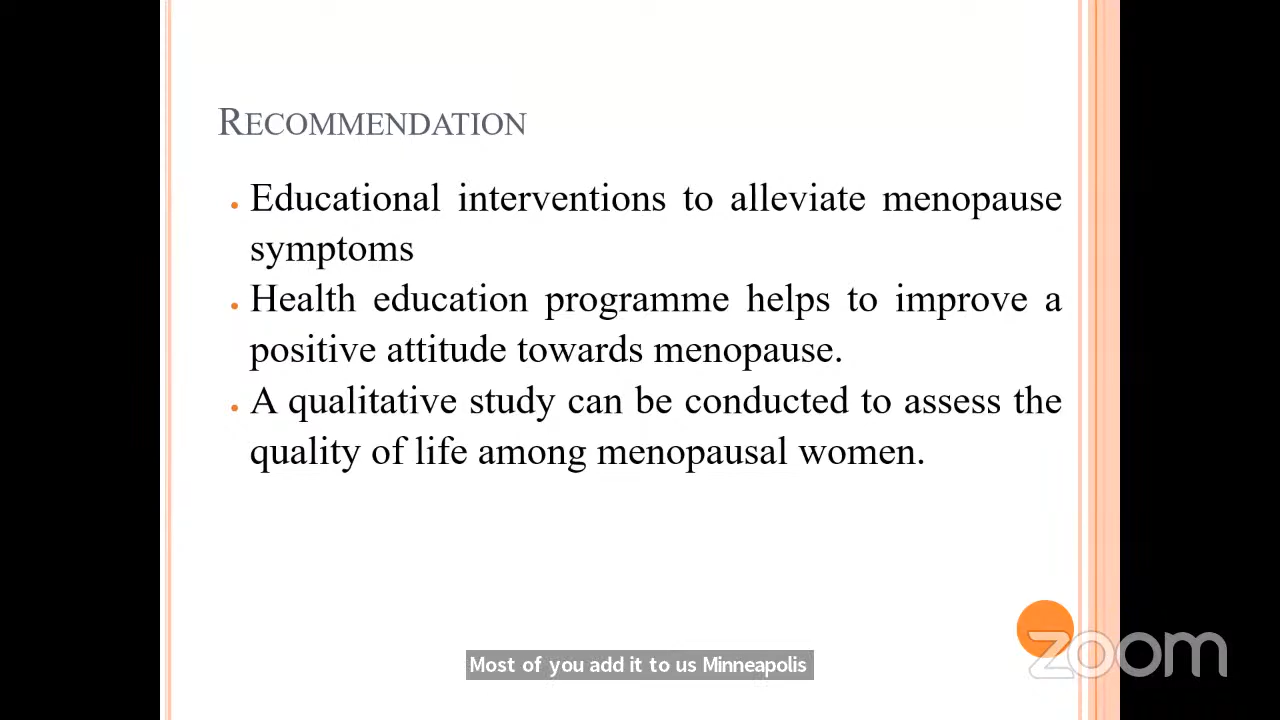 RECOMMENDATION
• Educational interventions to alleviate menopause
symptoms
• Health education programme helps to improve a
positive attitude towards menopause.
• A qualitative study can be conducted to assess the
quality of life among menopausal women.
zoom
Most of you add it to us Minneapolis